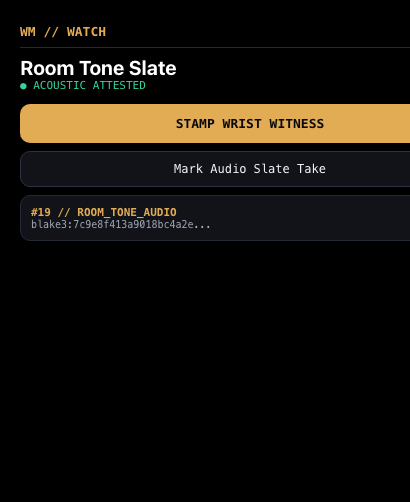 WM // WATCH
Room Tone Slate
● ACOUSTIC ATTESTED
STAMP WRIST WITNESS
Mark Audio Slate Take
#19 // ROOM_TONE_AUDIO
blake3:7c9e8f413a9018bc4a2e...